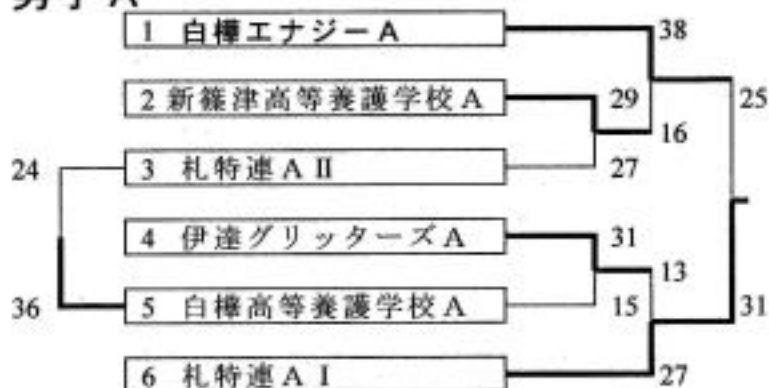 男子A
1 白樺エナジーA 38
2 新篠津高等養護学校A 29 25
16
24 3 札特連AⅡ 27
4 伊達グリッターズA 31
13
36 5 白樺高等養護学校A 15 31
6 札特連AⅠ 27